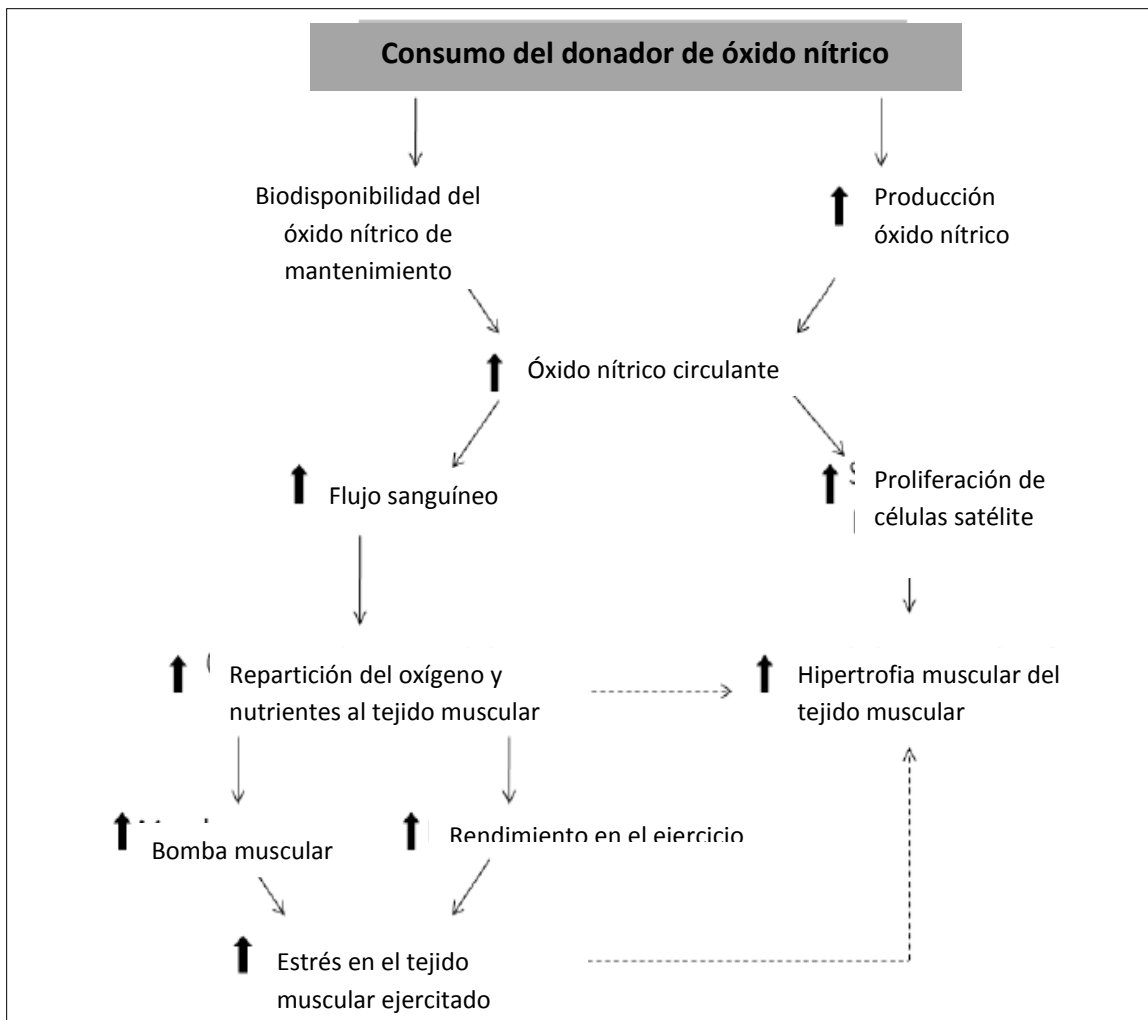 Consumo del donador de óxido nítrico
Biodisponibilidad del
óxido nítrico de
mantenimiento
Producción
óxido nítrico
Óxido nítrico circulante
Flujo sanguíneo
Proliferación de
células satélite
Repartición del oxígeno y
nutrientes al tejido muscular
Hipertrofia muscular del
tejido muscular
Bomba muscular
Rendimiento en el ejercicio
Estrés en el tejido
muscular ejercitado